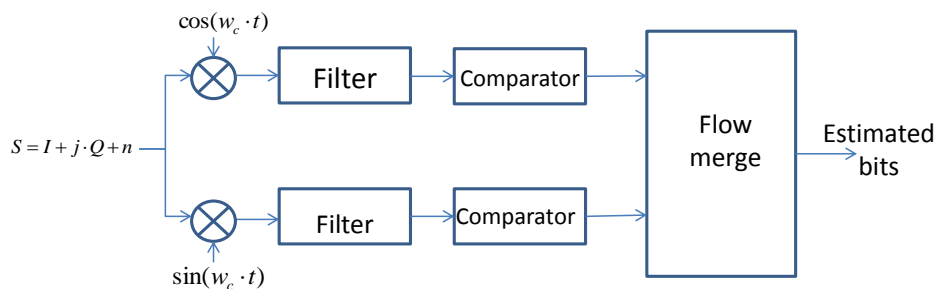 cos(w_c · t)
Filter
Comparator
S = I + j · Q + n
Flow
merge
Estimated
bits
Filter
Comparator
sin(w_c · t)